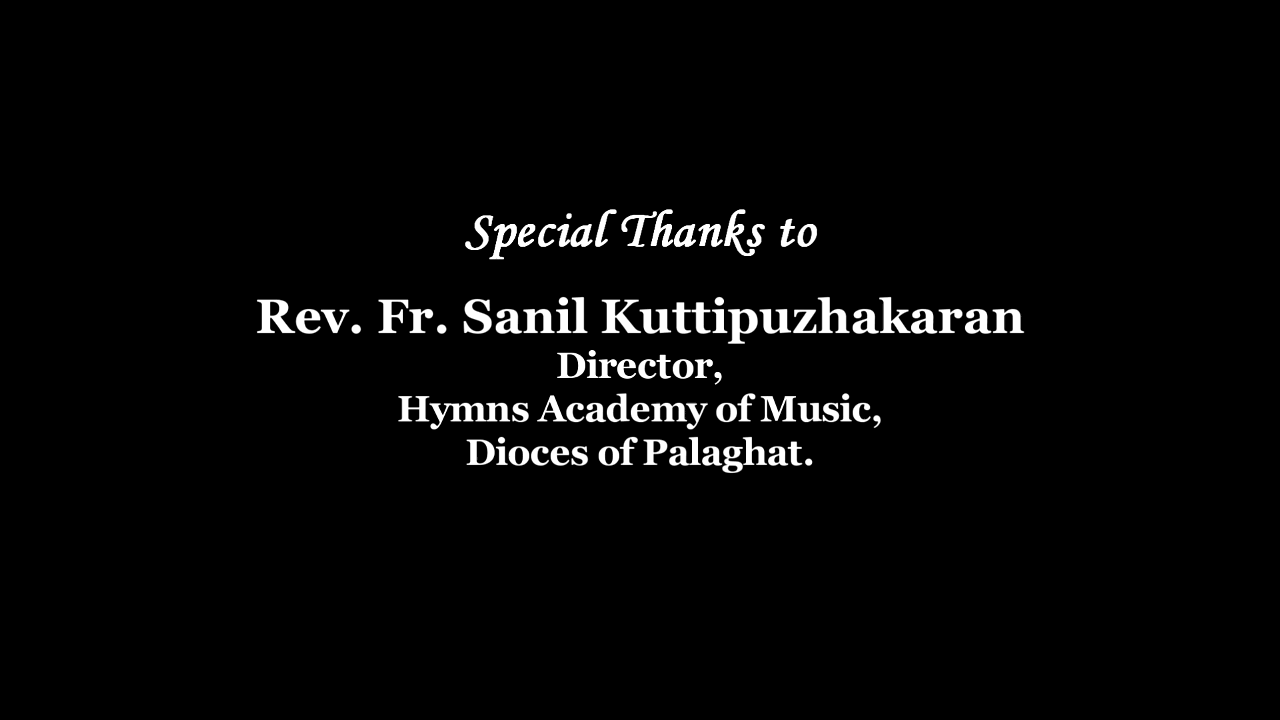 Special Thanks to
Rev. Fr. Sanil Kuttipuzhakaran
Director,
Hymns Academy of Music,
Dioces of Palaghat.